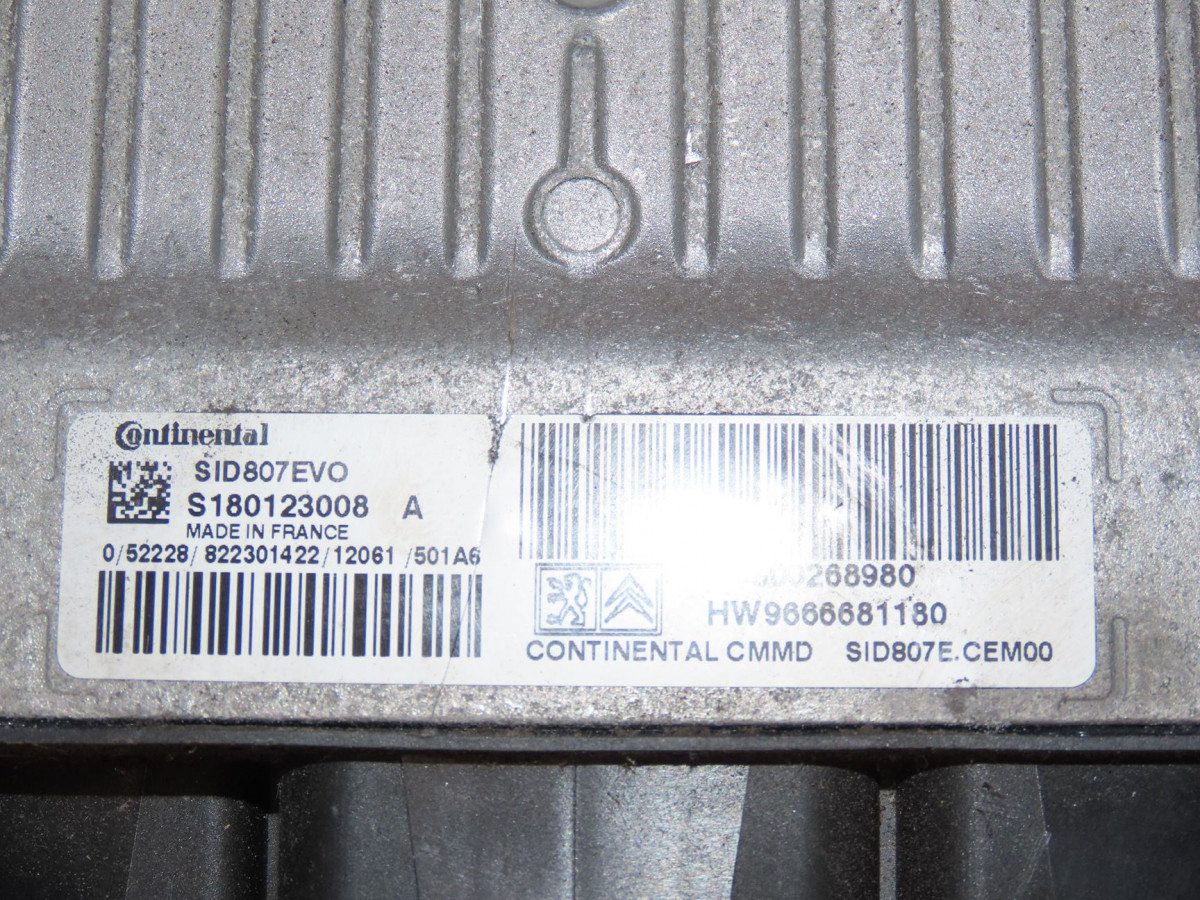 Continental
SID807EVO
S180123008 A
MADE IN FRANCE
0/52228/822301422/12061/501A6
HW9666681180
CONTINENTAL CMMD SID807E.CEM00